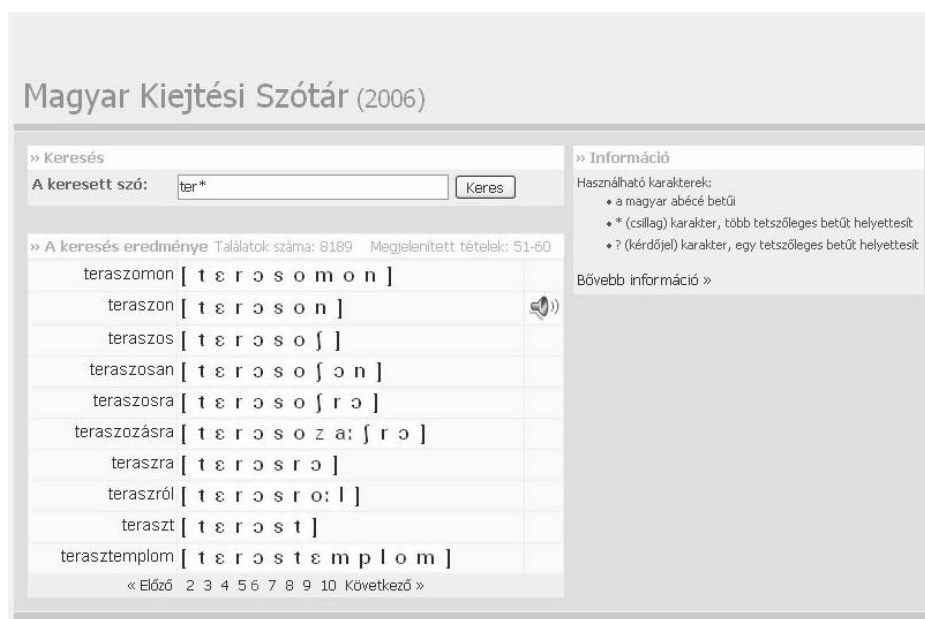 Magyar Kiejtési Szótár (2006)
» Keresés
A keresett szó: ter* Keres
» A keresés eredménye Találatok száma: 8189 Megjelenített tételek: 51-60
teraszomon [ t ɛ r ɔ s o m o n ]
teraszon [ t ɛ r ɔ s o n ]
teraszos [ t ɛ r ɔ s o ʃ ]
teraszosan [ t ɛ r ɔ s o ʃ ɔ n ]
teraszosra [ t ɛ r ɔ s o ʃ r ɔ ]
teraszozásra [ t ɛ r ɔ s o z a: ʃ r ɔ ]
teraszra [ t ɛ r ɔ s r ɔ ]
teraszról [ t ɛ r ɔ s r o: l ]
teraszt [ t ɛ r ɔ s t ]
terasztemplom [ t ɛ r ɔ s t ɛ m p l o m ]
« Előző 2 3 4 5 6 7 8 9 10 Következő »
» Információ
Használható karakterek:
• a magyar abécé betűi
• * (csillag) karakter, több tetszőleges betűt helyettesít
• ? (kérdőjel) karakter, egy tetszőleges betűt helyettesít
Bővebb információ »